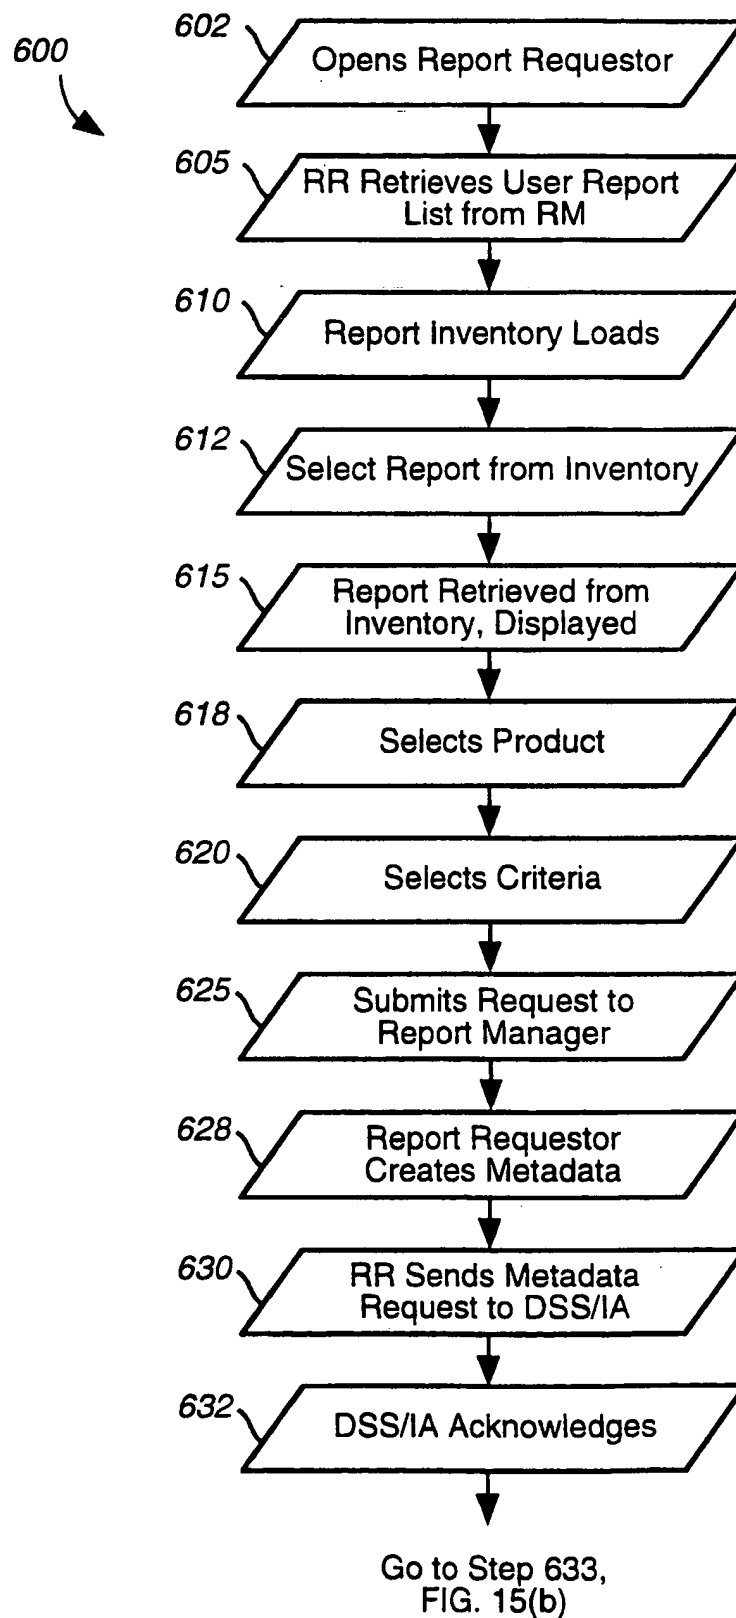 600
602
Opens Report Requestor
605
RR Retrieves User Report
List from RM
610
Report Inventory Loads
612
Select Report from Inventory
615
Report Retrieved from
Inventory, Displayed
618
Selects Product
620
Selects Criteria
625
Submits Request to
Report Manager
628
Report Requestor
Creates Metadata
630
RR Sends Metadata
Request to DSS/IA
632
DSS/IA Acknowledges
Go to Step 633,
FIG. 15(b)